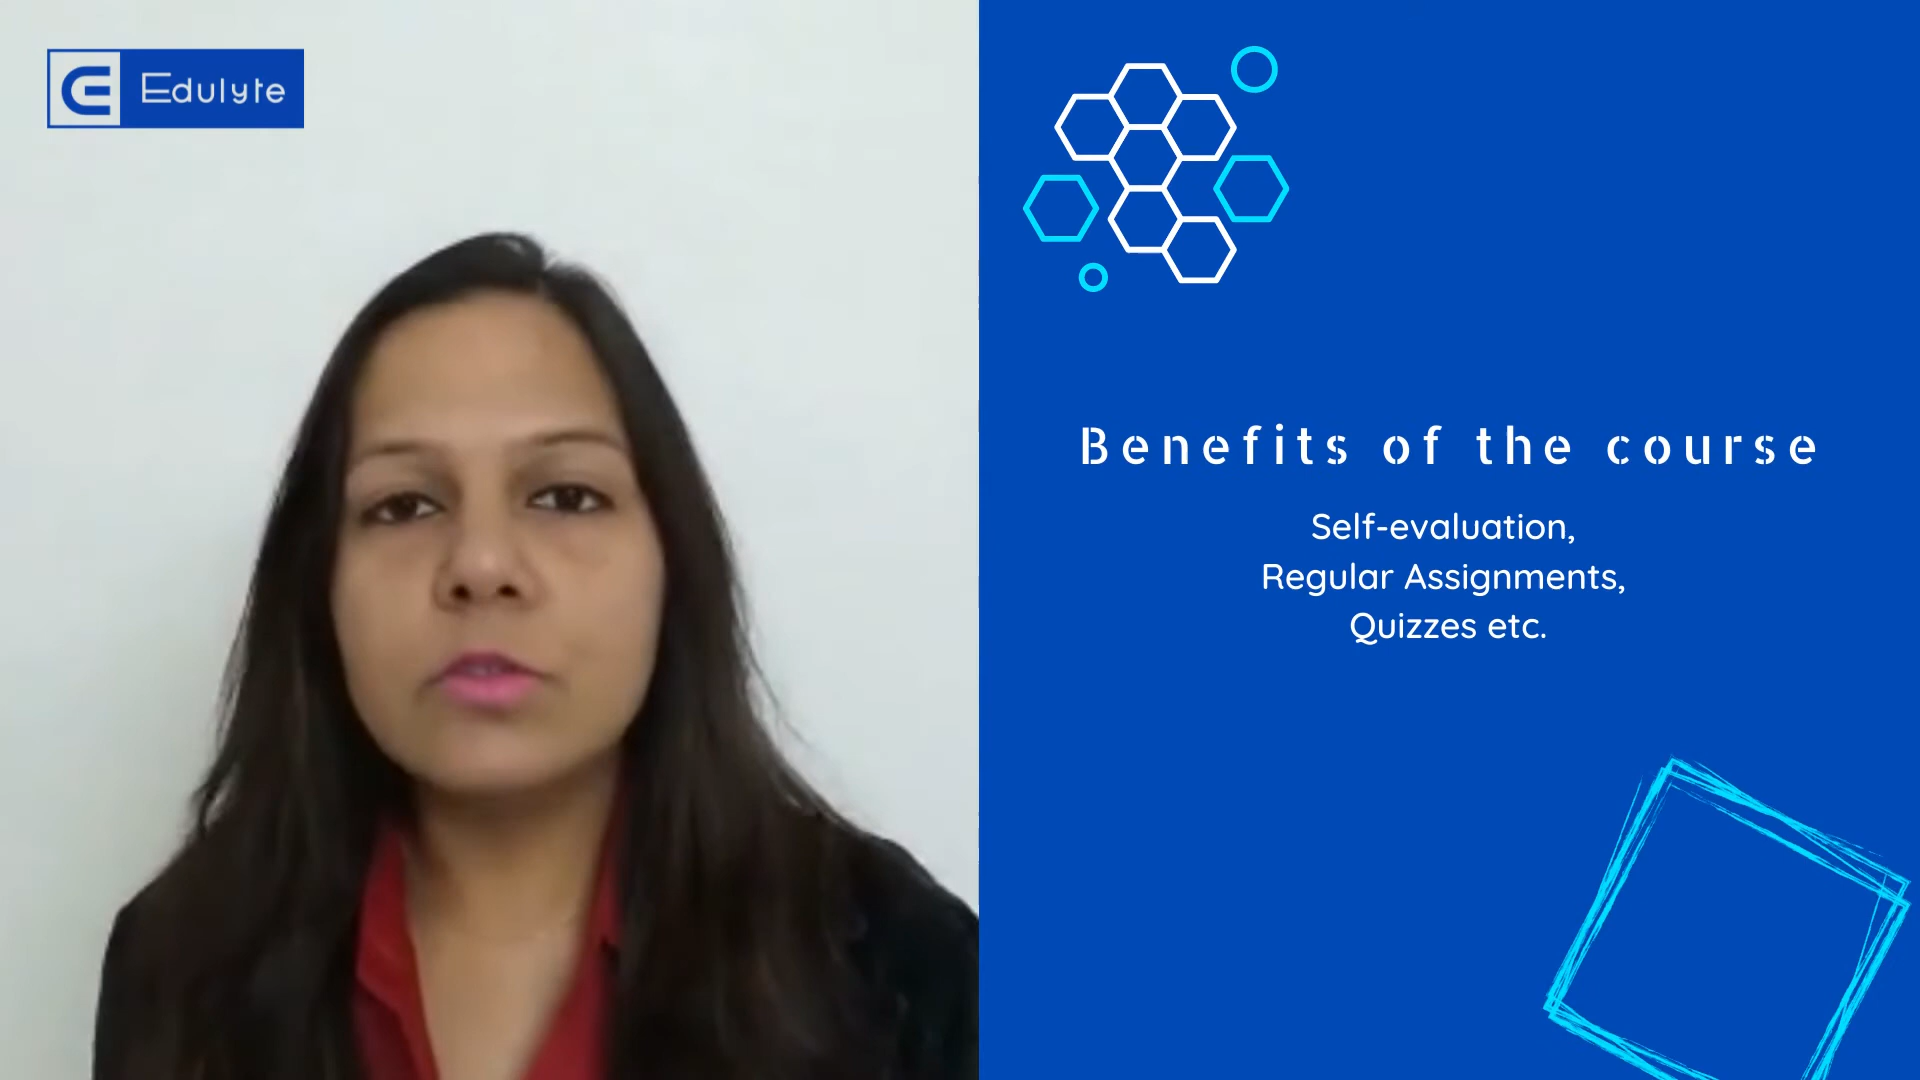 Edulyte
Benefits of the course
Self-evaluation,
Regular Assignments,
Quizzes etc.